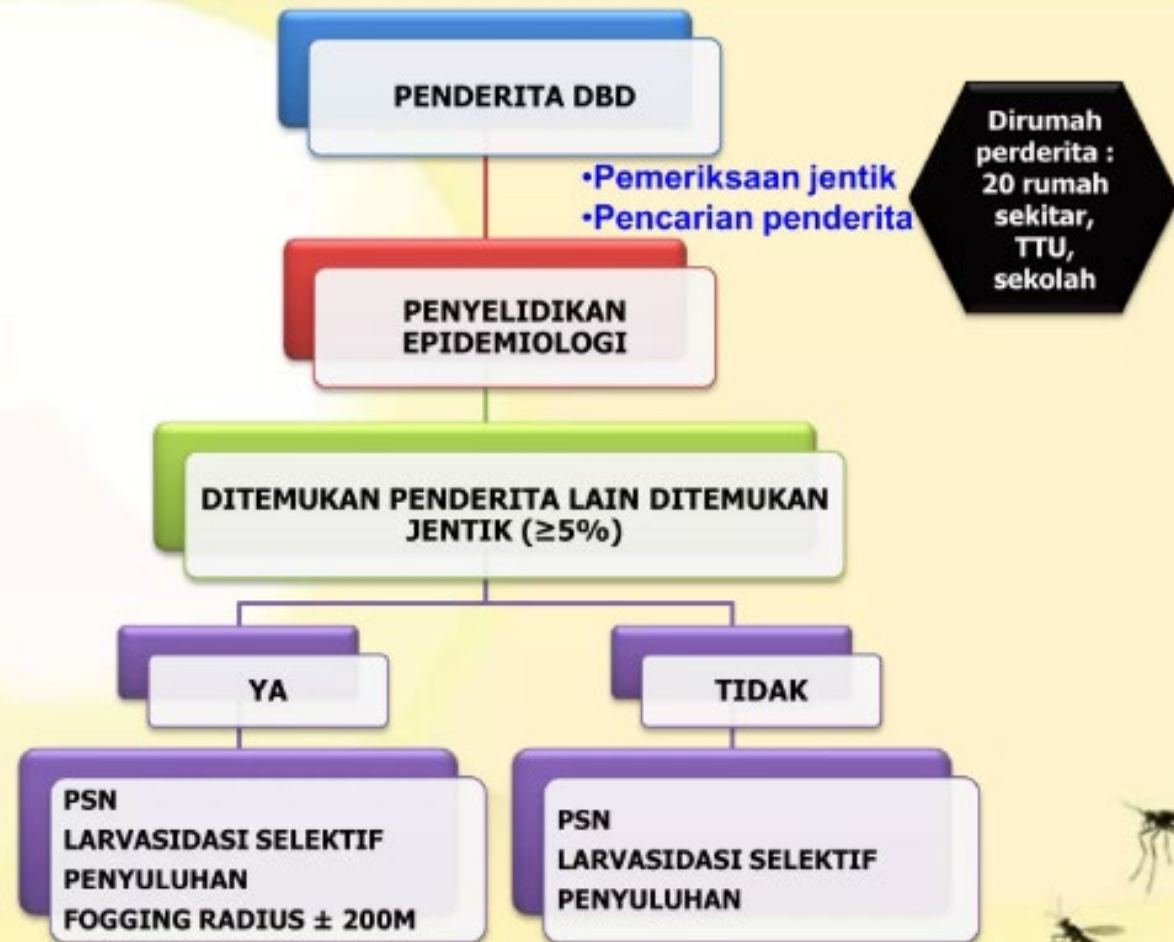 PENDERITA DBD
•Pemeriksaan jentik
•Pencarian penderita
Dirumah
perderita :
20 rumah
sekitar,
TTU,
sekolah
PENYELIDIKAN
EPIDEMIOLOGI
DITEMUKAN PENDERITA LAIN DITEMUKAN
JENTIK (≥5%)
YA
TIDAK
PSN
LARVASIDASI SELEKTIF
PENYULUHAN
FOGGING RADIUS ± 200M
PSN
LARVASIDASI SELEKTIF
PENYULUHAN